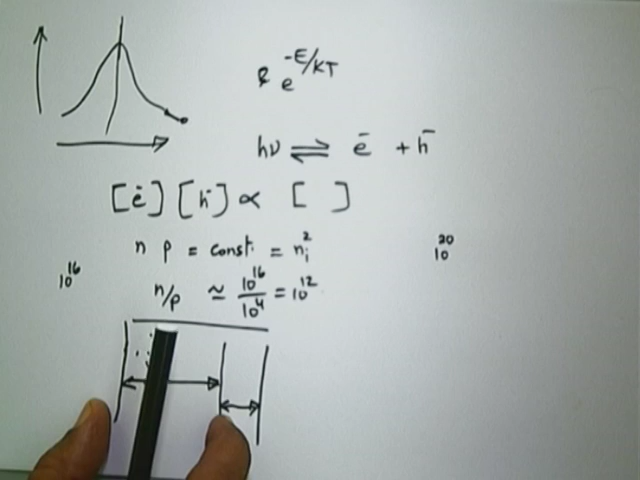 e^{-E/KT}
hν ⇌ e̅ + h̅
[e̅] [h̅] ∝ [ ]
n p = const. = n_i^2
10^{20}
10^{16}
n/p ≃ 10^{16}/10^4 = 10^{12}